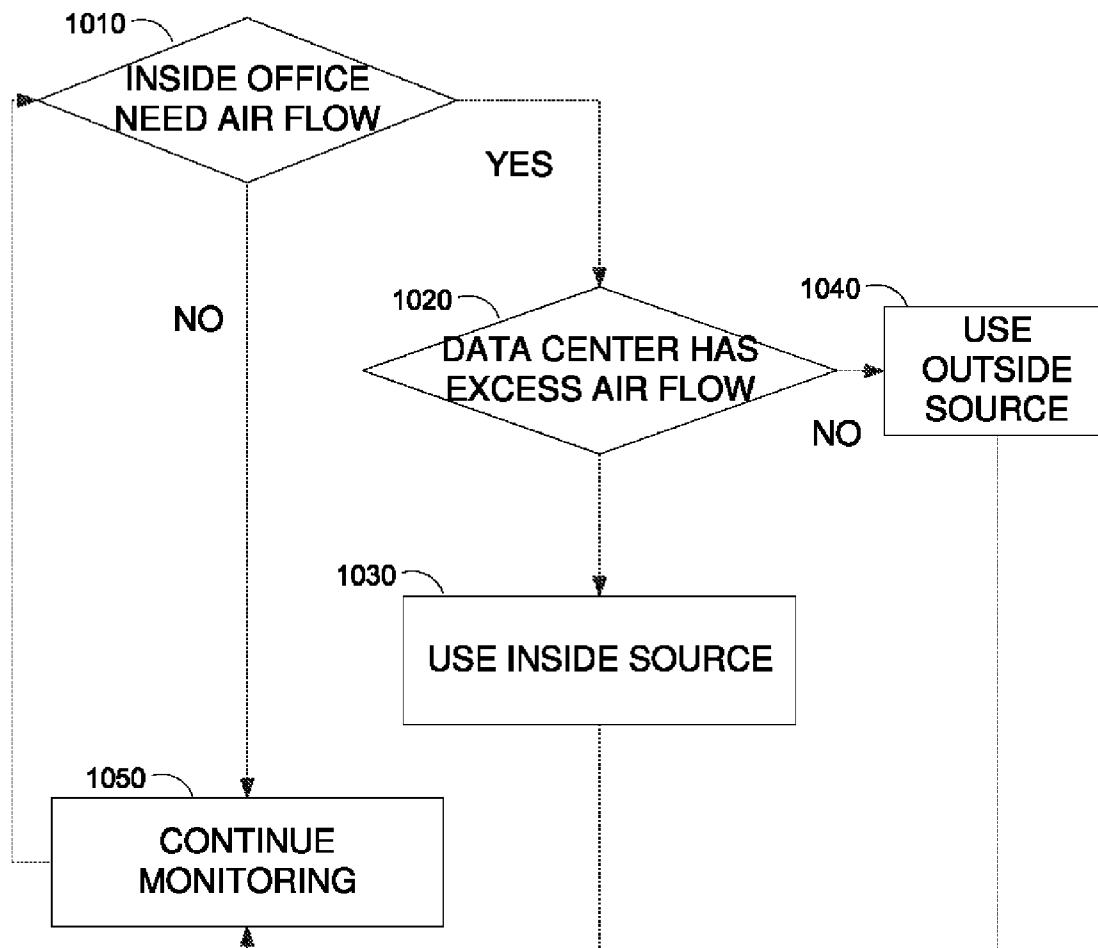 1010
INSIDE OFFICE
NEED AIR FLOW
YES
NO
1020
DATA CENTER HAS
EXCESS AIR FLOW
NO
1040
USE
OUTSIDE
SOURCE
1030
USE INSIDE SOURCE
1050
CONTINUE
MONITORING